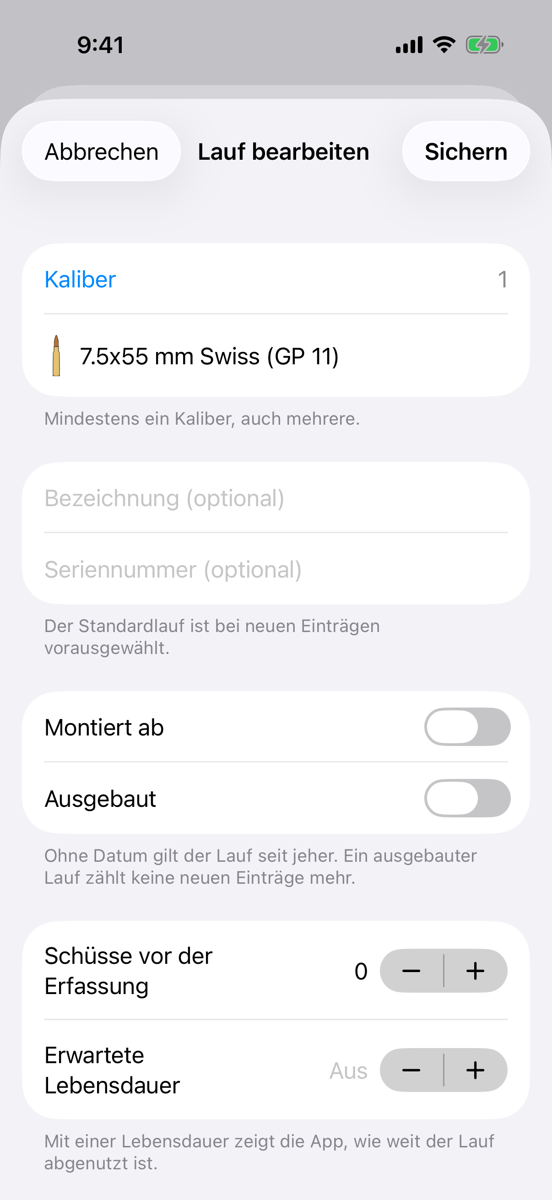 9:41
Abbrechen Lauf bearbeiten Sichern
Kaliber 1
7.5x55 mm Swiss (GP 11)
Mindestens ein Kaliber, auch mehrere.
Bezeichnung (optional)
Seriennummer (optional)
Der Standardlauf ist bei neuen Einträgen
vorausgewählt.
Montiert ab
Ausgebaut
Ohne Datum gilt der Lauf seit jeher. Ein ausgebauter
Lauf zählt keine neuen Einträge mehr.
Schüsse vor der
Erfassung
0 − +
Erwartete
Lebensdauer
Aus − +
Mit einer Lebensdauer zeigt die App, wie weit der Lauf
abgenutzt ist.